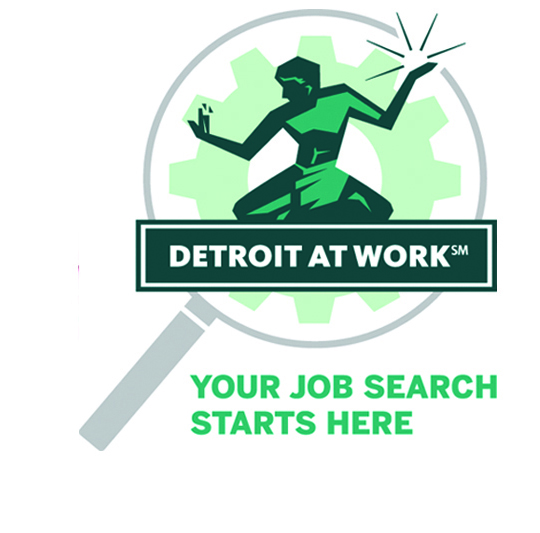 DETROIT AT WORK℠
YOUR JOB SEARCH
STARTS HERE